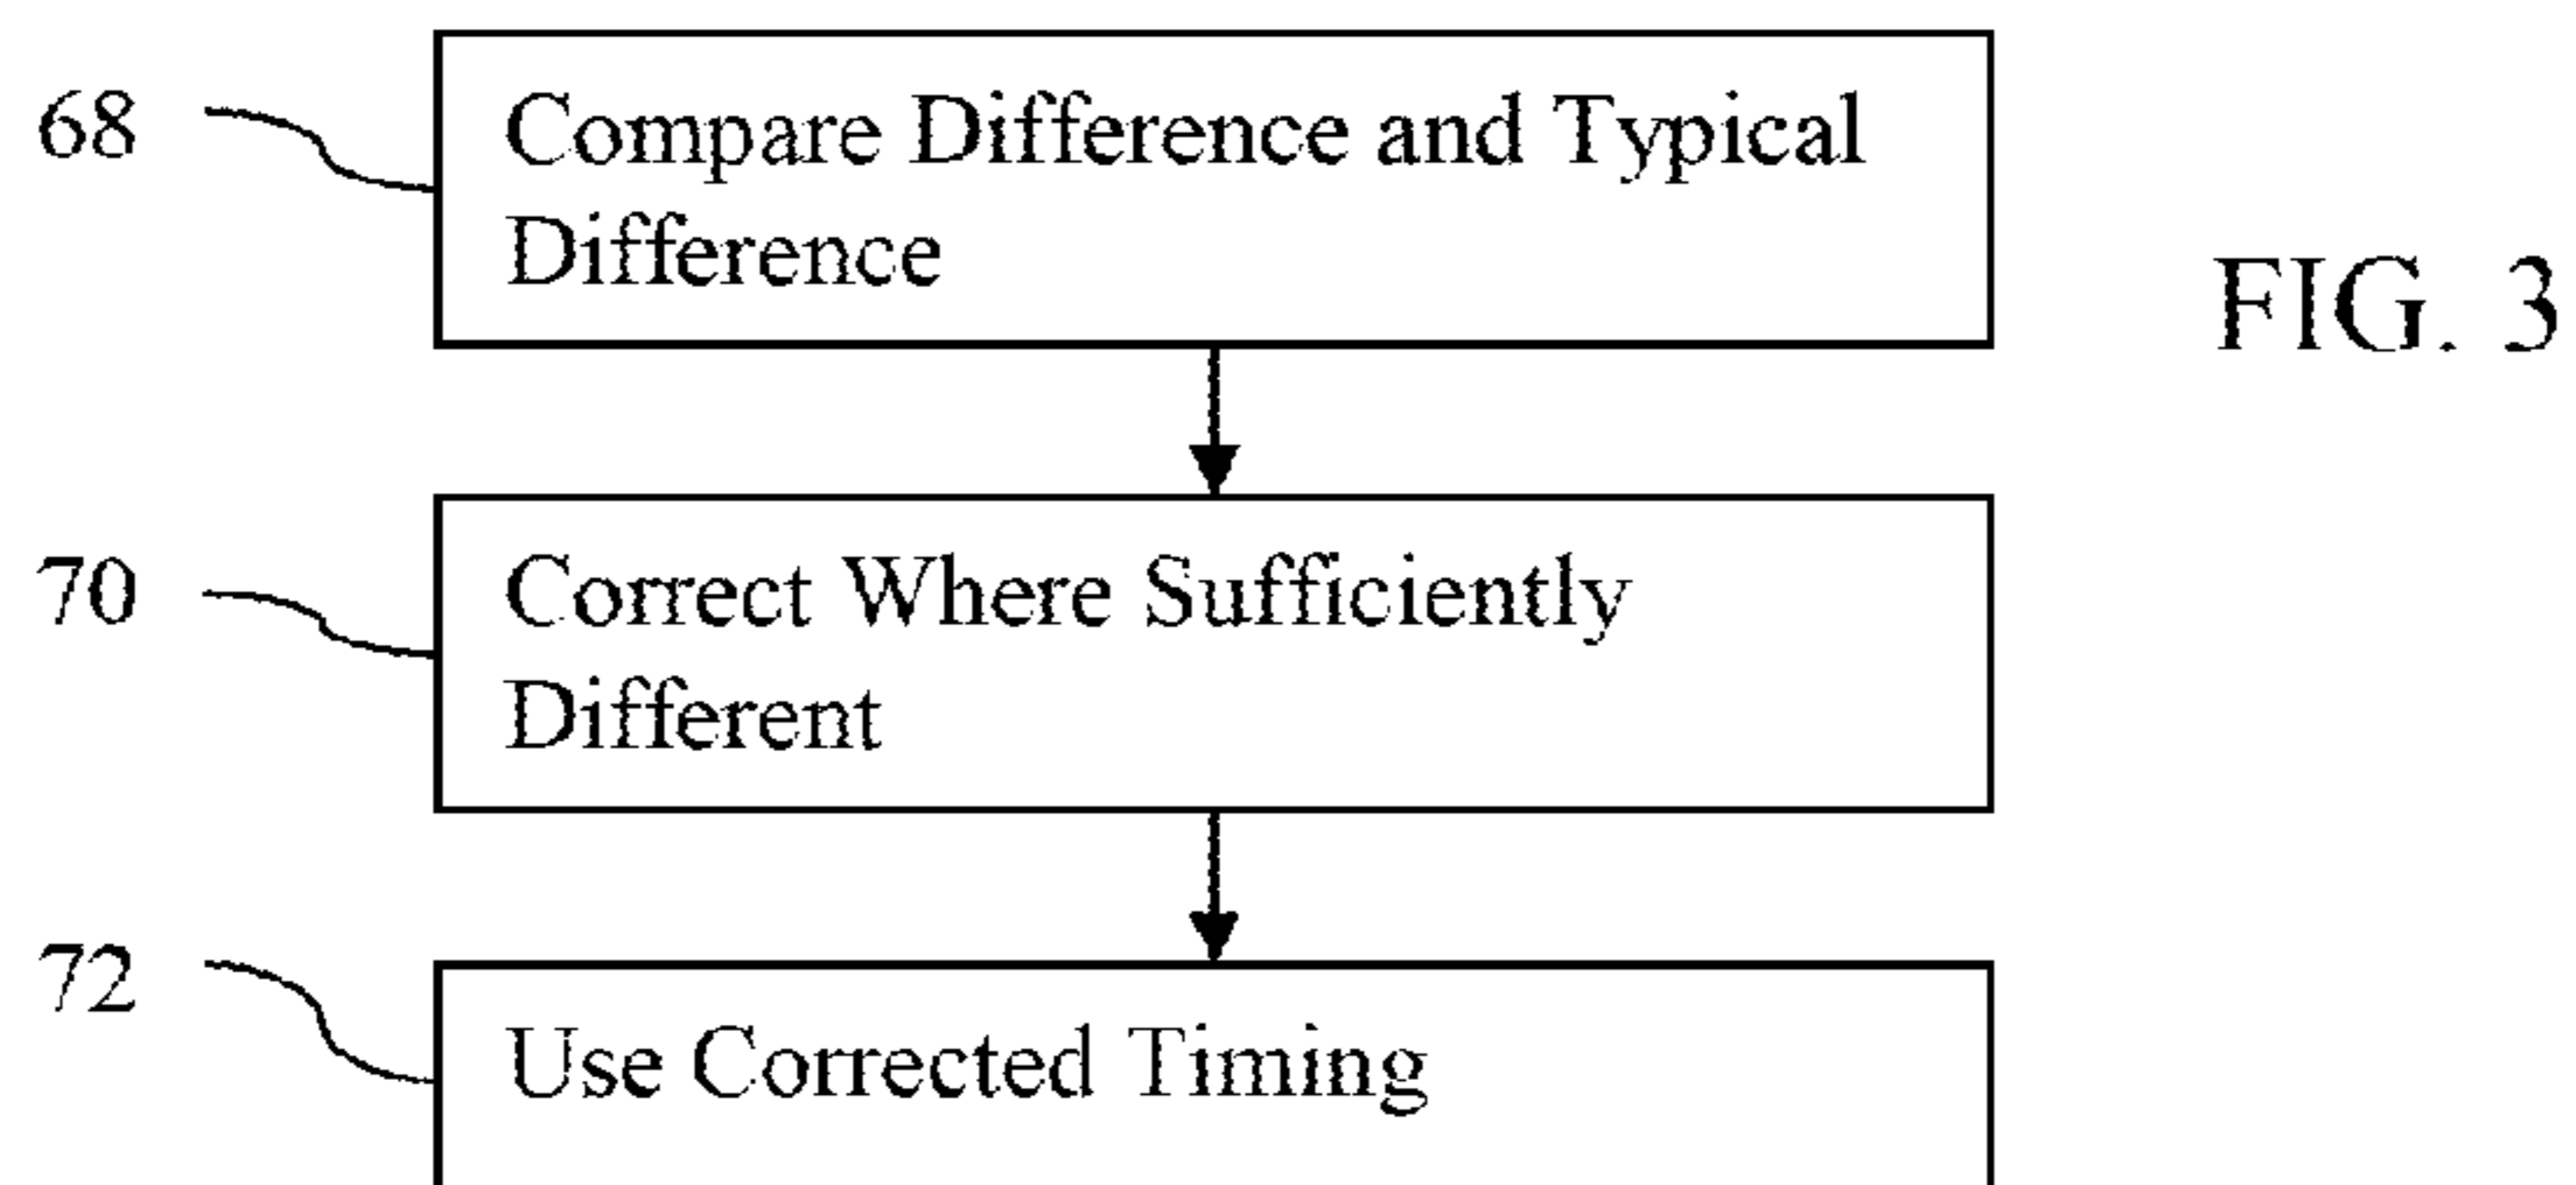 68
Compare Difference and Typical
Difference
FIG. 3
70
Correct Where Sufficiently
Different
72
Use Corrected Timing